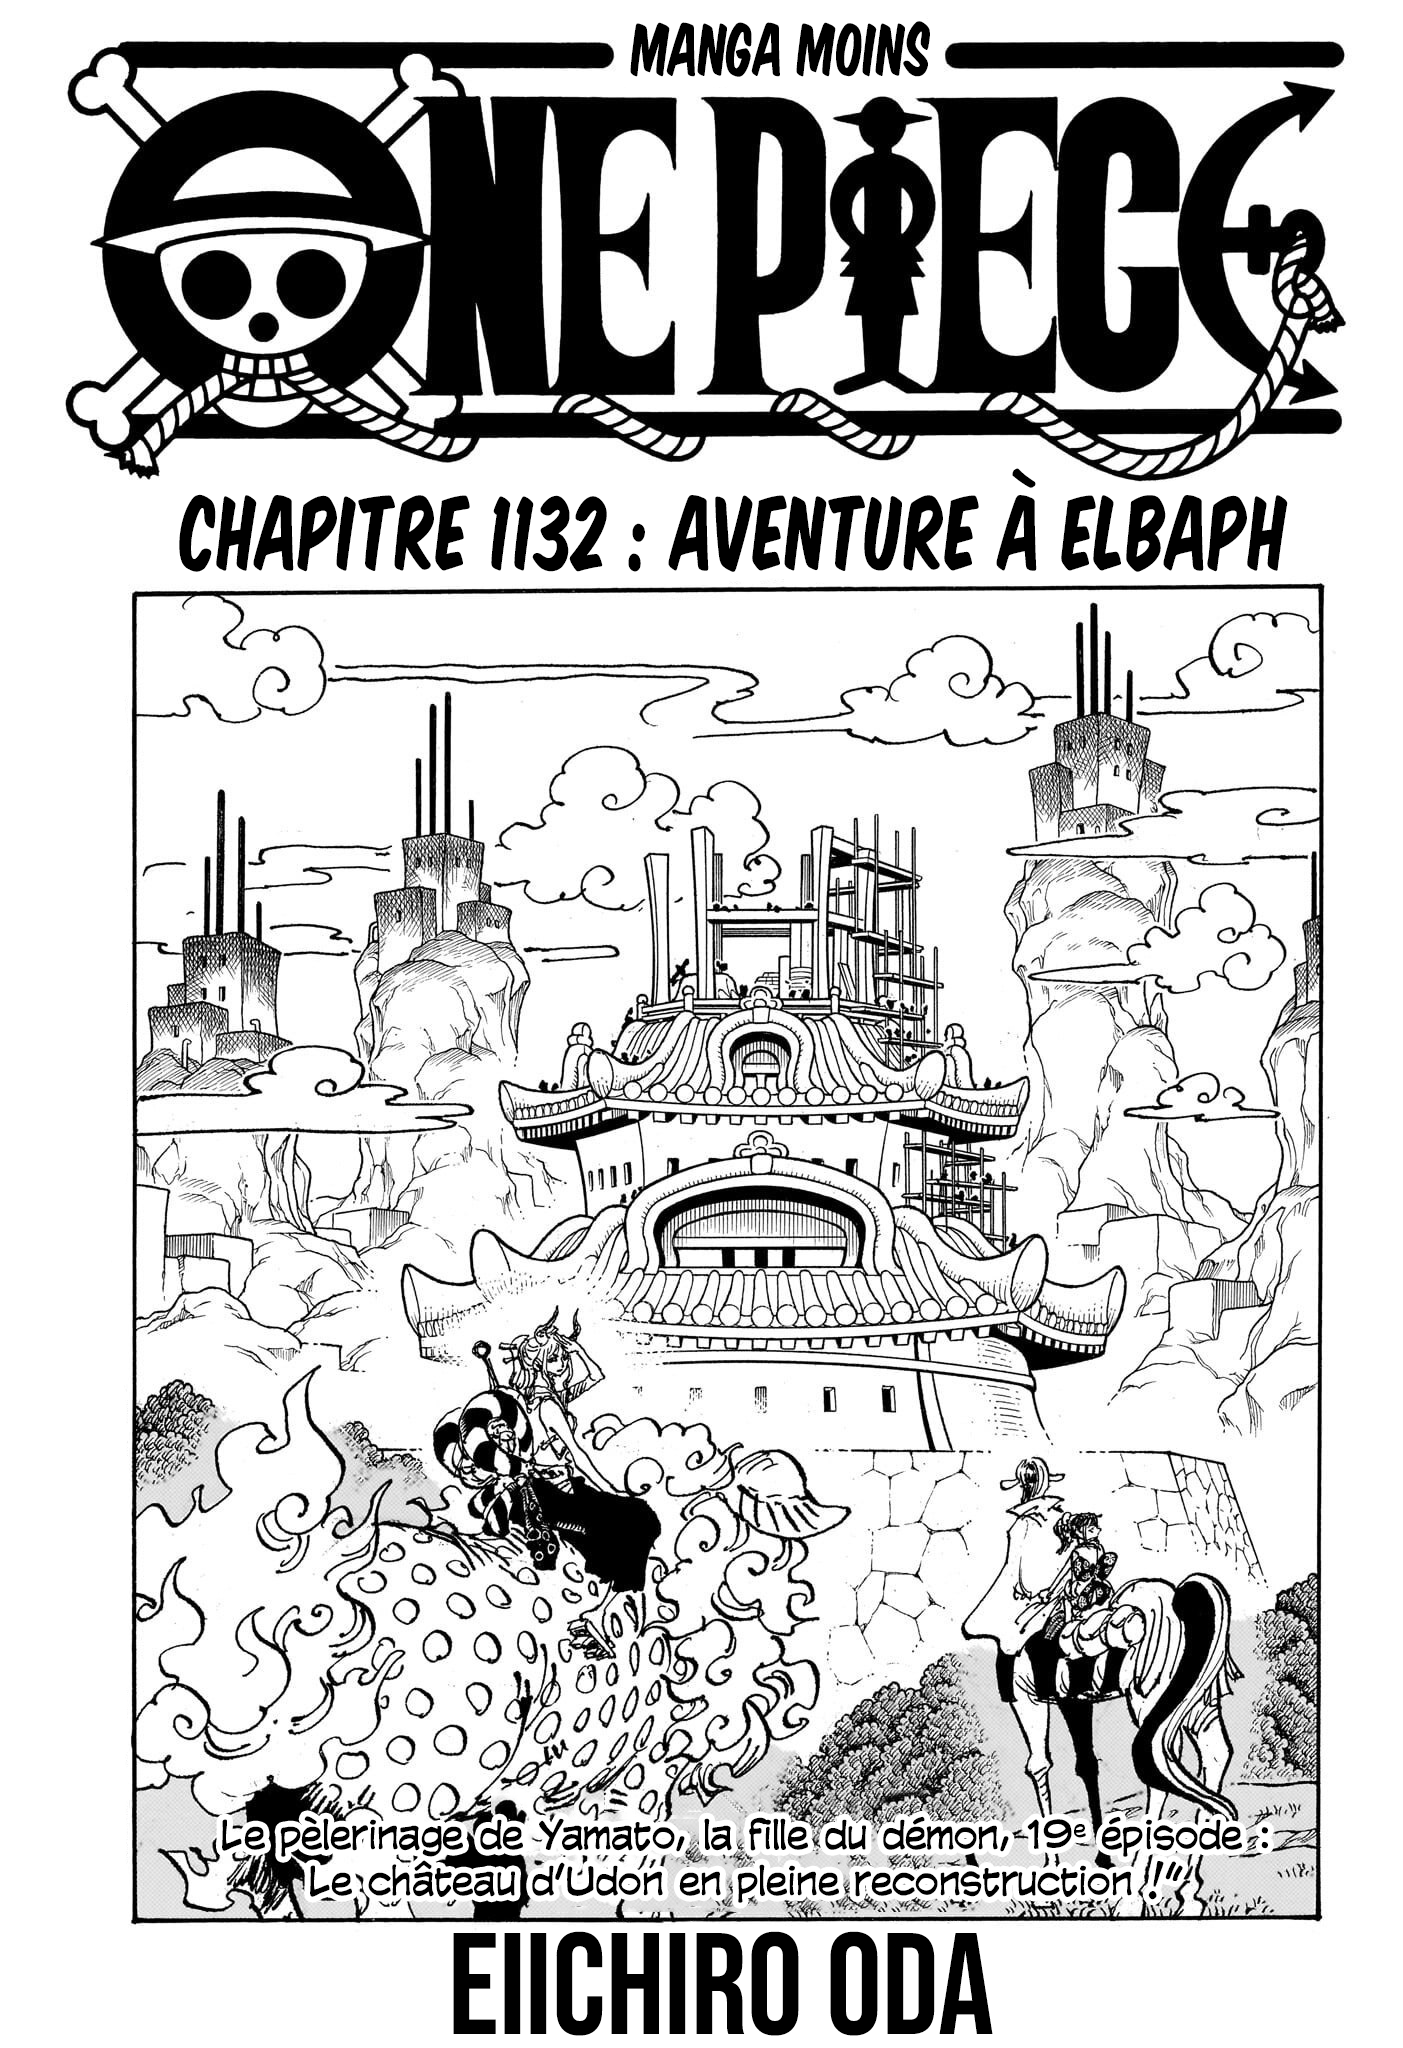 MANGA MOINS
ONE PIECE
CHAPITRE 1132 : AVENTURE À ELBAPH
Le pèlerinage de Yamato, la fille du démon, 19e épisode :
Le château d'Udon en pleine reconstruction !"
EIICHIRO ODA